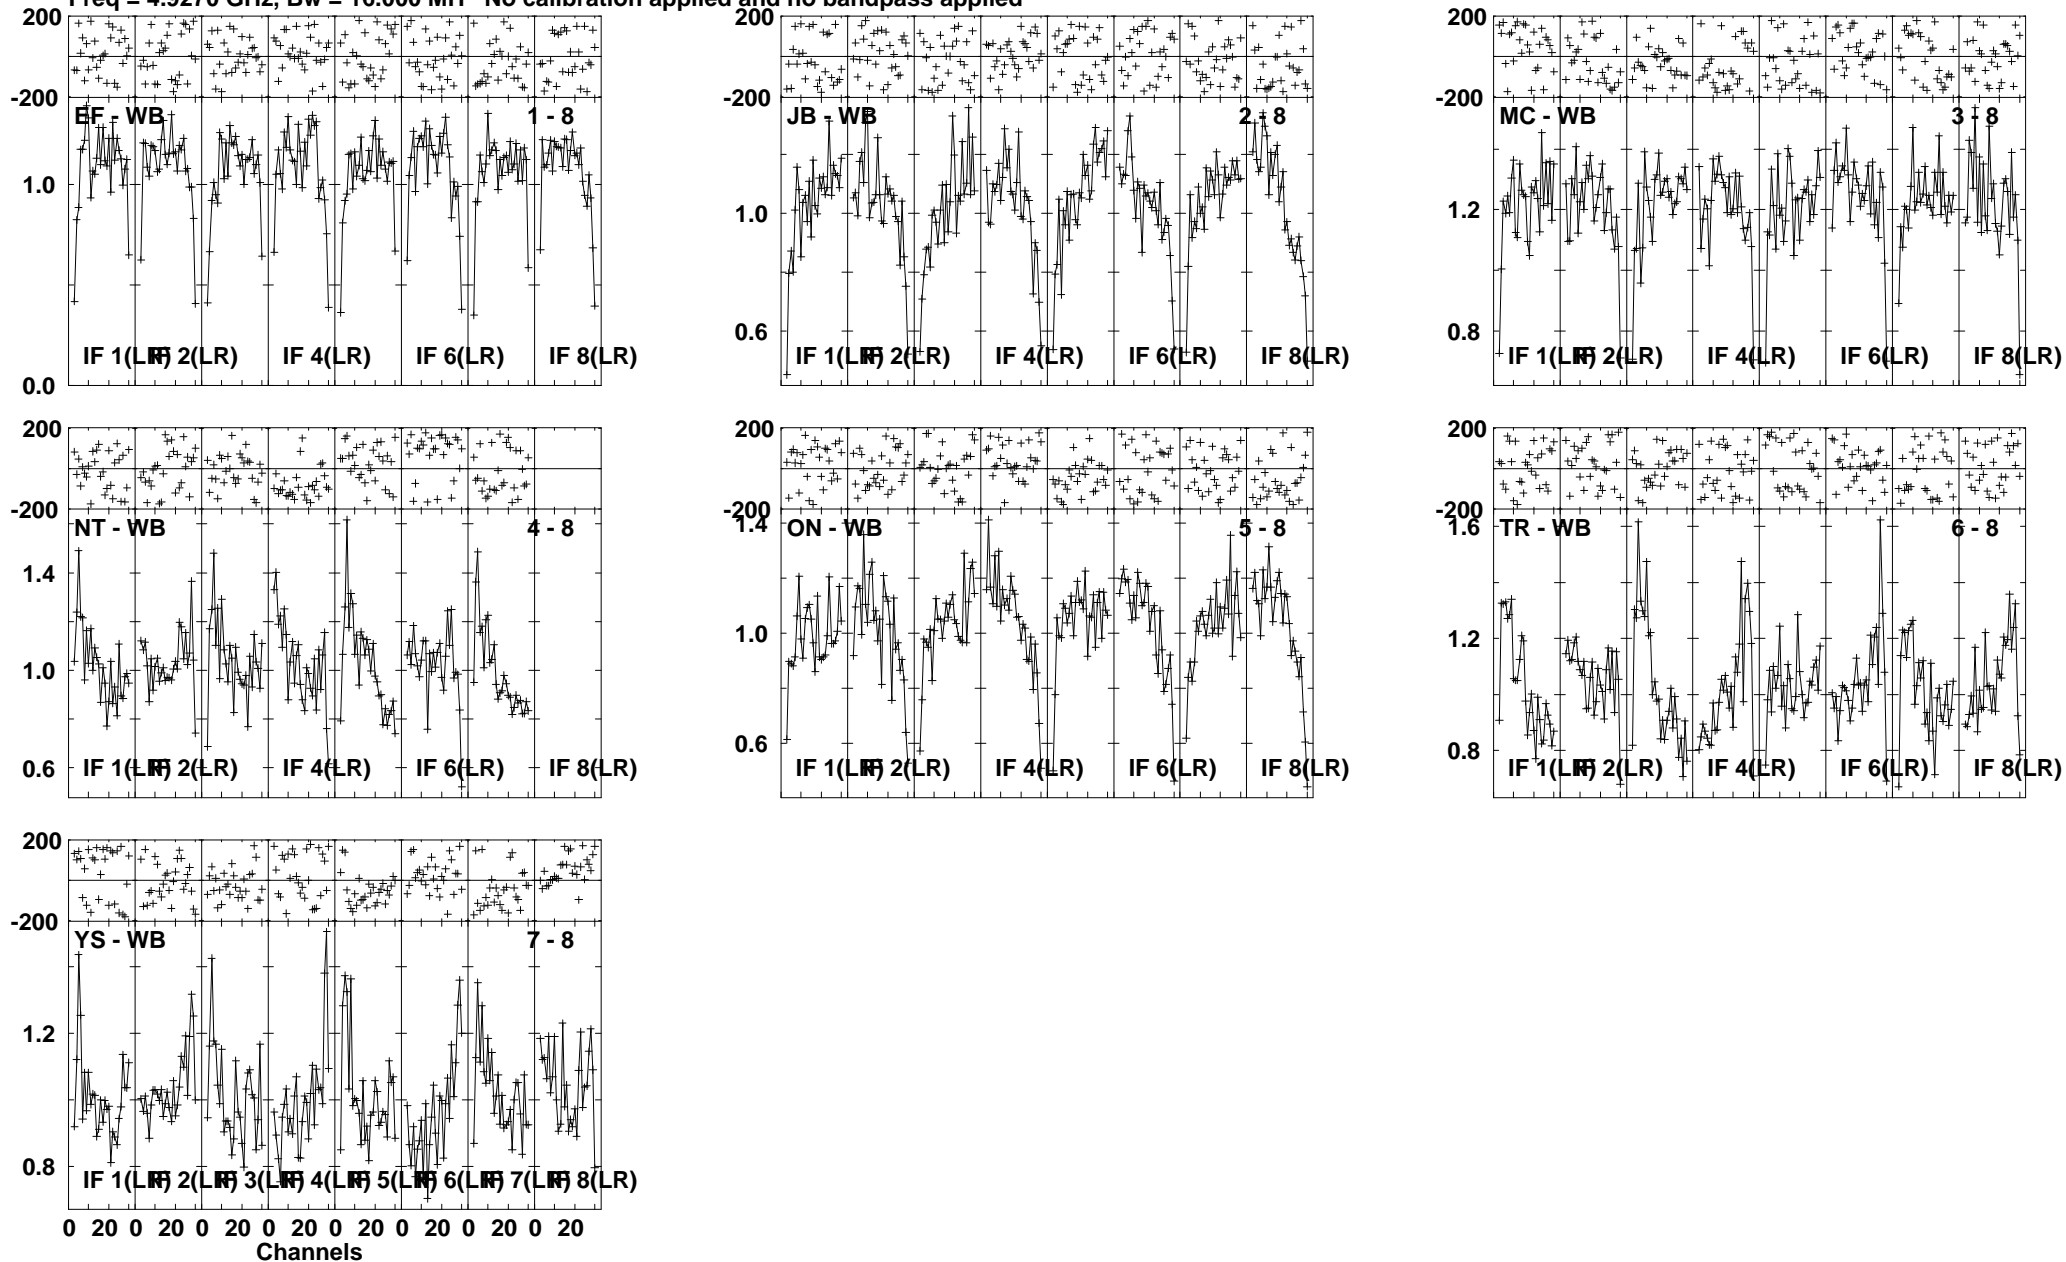 Freq = 4.9270 GHz, Bw = 16.000 MH No calibration applied and no bandpass applied
200
-200
EF - WB 1 - 8
1.0
0.0
IF 1(LR) IF 2(LR) IF 4(LR) IF 6(LR) IF 8(LR)
200
-200
JB - WB 2 - 8
1.0
0.6
IF 1(LR) IF 2(LR) IF 4(LR) IF 6(LR) IF 8(LR)
200
-200
MC - WB 3 - 8
1.2
0.8
IF 1(LR) IF 2(LR) IF 4(LR) IF 6(LR) IF 8(LR)
200
-200
NT - WB 4 - 8
1.4
1.0
0.6
IF 1(LR) IF 2(LR) IF 4(LR) IF 6(LR) IF 8(LR)
200
-200
1.4
ON - WB 5 - 8
1.0
0.6
IF 1(LR) IF 2(LR) IF 4(LR) IF 6(LR) IF 8(LR)
200
-200
1.6
TR - WB 6 - 8
1.2
0.8
IF 1(LR) IF 2(LR) IF 4(LR) IF 6(LR) IF 8(LR)
200
-200
YS - WB 7 - 8
1.2
0.8
IF 1(LR) IF 2(LR) IF 3(LR) IF 4(LR) IF 5(LR) IF 6(LR) IF 7(LR) IF 8(LR)
0 20 0 20 0 20 0 20
Channels